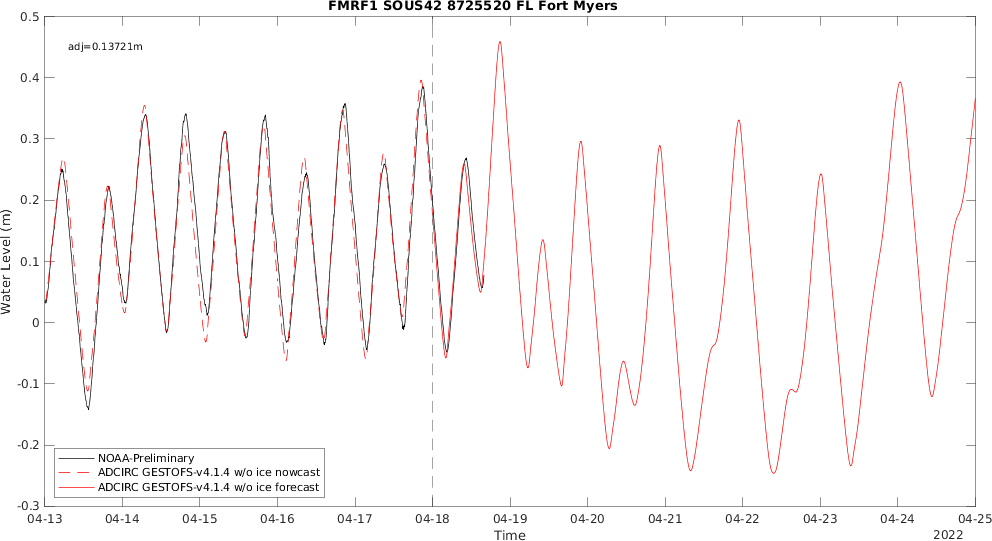 FMRF1 SOUS42 8725520 FL Fort Myers
adj=0.13721m
0.5
0.4
0.3
0.2
0.1
0
-0.1
-0.2
-0.3
Water Level (m)
NOAA-Preliminary
ADCIRC GESTOFS-v4.1.4 w/o ice nowcast
ADCIRC GESTOFS-v4.1.4 w/o ice forecast
04-13 04-14 04-15 04-16 04-17 04-18 04-19 04-20 04-21 04-22 04-23 04-24 04-25
Time
2022